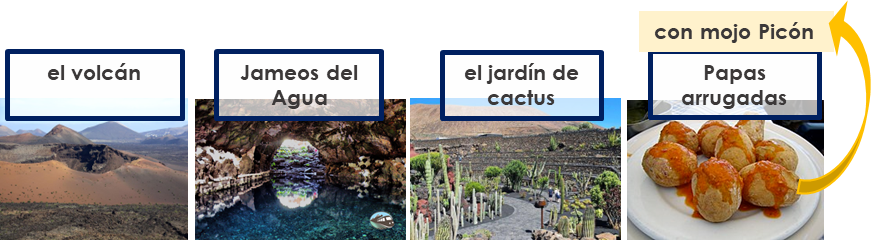 con mojo Picón
el volcán
Jameos del
Agua
el jardín de
cactus
Papas
arrugadas